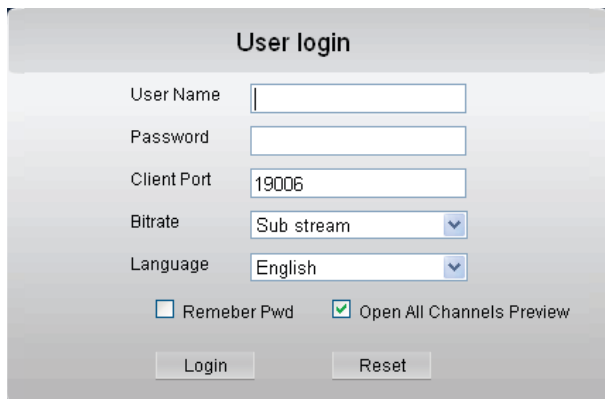 User login
User Name
Password
Client Port 19006
Bitrate Sub stream
Language English
Remeber Pwd Open All Channels Preview
Login Reset